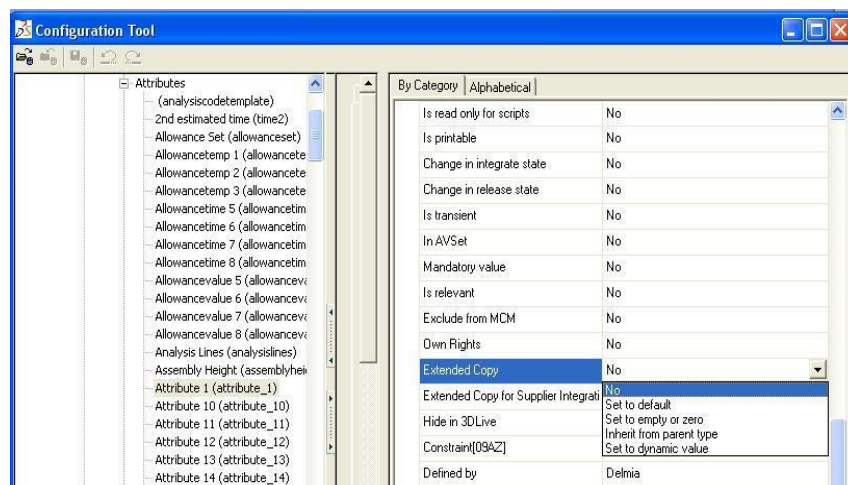 Configuration Tool
Attributes
(analysiscodetemplate)
2nd estimated time (time2)
Allowance Set (allowanceset)
Allowancetemp 1 (allowancete
Allowancetemp 2 (allowancete
Allowancetemp 3 (allowancete
Allowancetime 5 (allowancetim
Allowancetime 6 (allowancetim
Allowancetime 7 (allowancetim
Allowancetime 8 (allowancetim
Allowancevalue 5 (allowanceva
Allowancevalue 6 (allowanceva
Allowancevalue 7 (allowanceva
Allowancevalue 8 (allowanceva
Analysis Lines (analysislines)
Assembly Height (assemblyhei
Attribute 1 (attribute_1)
Attribute 10 (attribute_10)
Attribute 11 (attribute_11)
Attribute 12 (attribute_12)
Attribute 13 (attribute_13)
Attribute 14 (attribute_14)
By Category Alphabetical
Is read only for scripts No
Is printable No
Change in integrate state No
Change in release state No
Is transient No
In AVSet No
Mandatory value No
Is relevant No
Exclude from MCM No
Own Rights No
Extended Copy No
Extended Copy for Supplier Integrati
No
Set to default
Set to empty or zero
Inherit from parent type
Set to dynamic value
Hide in 3DLive
Constraint[09AZ]
Defined by Delmia